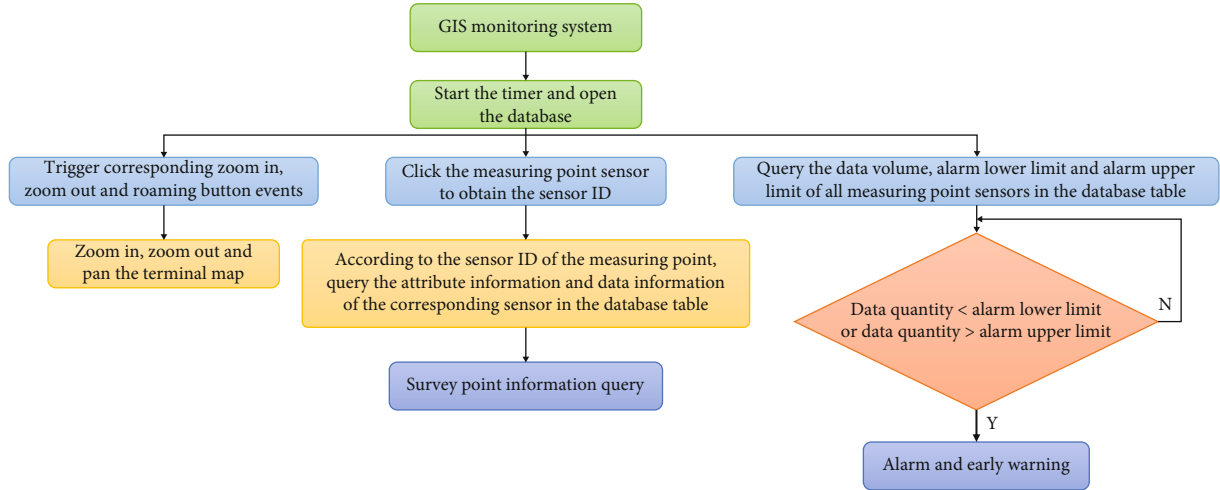 GIS monitoring system
Start the timer and open
the database
Trigger corresponding zoom in,
zoom out and roaming button events
Click the measuring point sensor
to obtain the sensor ID
Query the data volume, alarm lower limit and alarm upper
limit of all measuring point sensors in the database table
Zoom in, zoom out and
pan the terminal map
According to the sensor ID of the measuring point,
query the attribute information and data information
of the corresponding sensor in the database table
Data quantity < alarm lower limit
or data quantity > alarm upper limit
N
Survey point information query
Y
Alarm and early warning